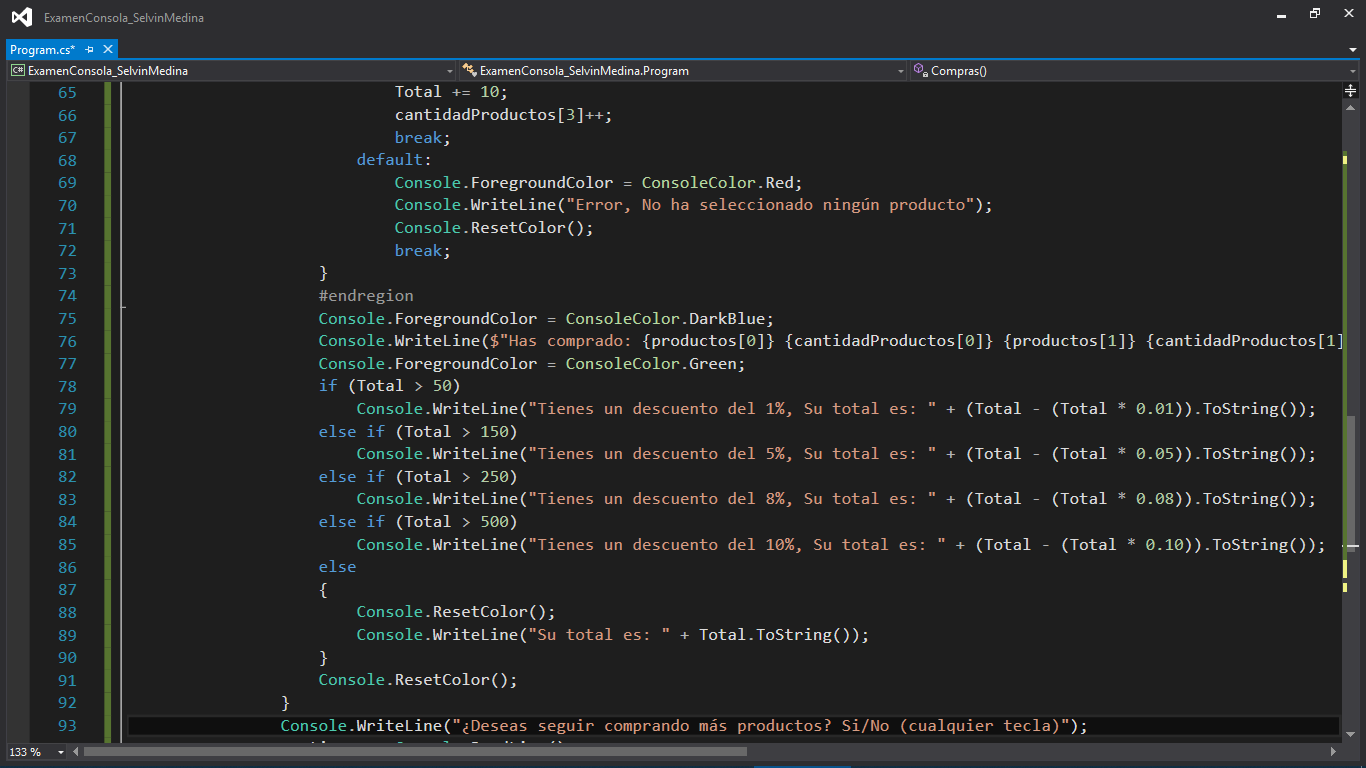 ExamenConsola_SelvinMedina
Program.cs*
C# ExamenConsola_SelvinMedina ExamenConsola_SelvinMedina.Program Compras()
65 Total += 10;
66 cantidadProductos[3]++;
67 break;
68 default:
69 Console.ForegroundColor = ConsoleColor.Red;
70 Console.WriteLine("Error, No ha seleccionado ningún producto");
71 Console.ResetColor();
72 break;
73 }
74 #endregion
75 Console.ForegroundColor = ConsoleColor.DarkBlue;
76 Console.WriteLine($"Has comprado: {productos[0]} {cantidadProductos[0]} {productos[1]} {cantidadProductos[1]
77 Console.ForegroundColor = ConsoleColor.Green;
78 if (Total > 50)
79 Console.WriteLine("Tienes un descuento del 1%, Su total es: " + (Total - (Total * 0.01)).ToString());
80 else if (Total > 150)
81 Console.WriteLine("Tienes un descuento del 5%, Su total es: " + (Total - (Total * 0.05)).ToString());
82 else if (Total > 250)
83 Console.WriteLine("Tienes un descuento del 8%, Su total es: " + (Total - (Total * 0.08)).ToString());
84 else if (Total > 500)
85 Console.WriteLine("Tienes un descuento del 10%, Su total es: " + (Total - (Total * 0.10)).ToString());
86 else
87 {
88 Console.ResetColor();
89 Console.WriteLine("Su total es: " + Total.ToString());
90 }
91 Console.ResetColor();
92 }
93 Console.WriteLine("¿Deseas seguir comprando más productos? Si/No (cualquier tecla)");
133 %